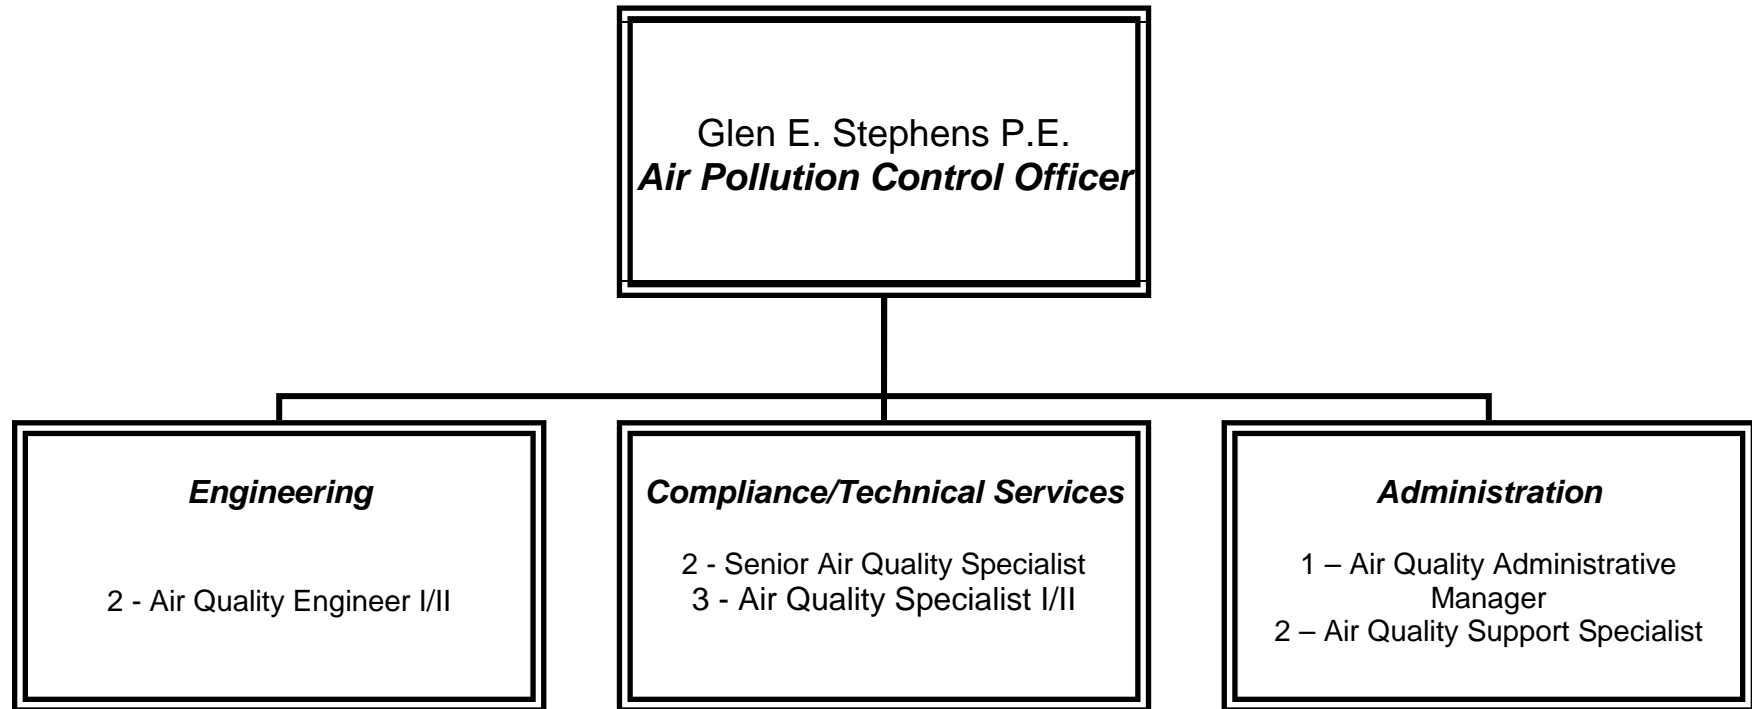 Glen E. Stephens P.E.
Air Pollution Control Officer
Engineering
2 - Air Quality Engineer I/II
Compliance/Technical Services
2 - Senior Air Quality Specialist
3 - Air Quality Specialist I/II
Administration
1 – Air Quality Administrative
Manager
2 – Air Quality Support Specialist